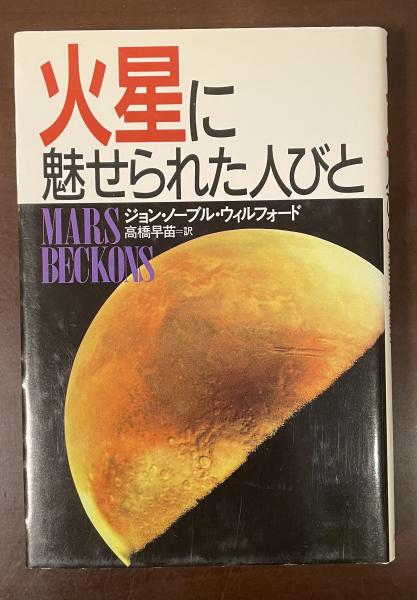 火星に
魅せられた人びと
MARS
BECKONS
ジョン・ノーブル・ウィルフォード
高橋早苗=訳